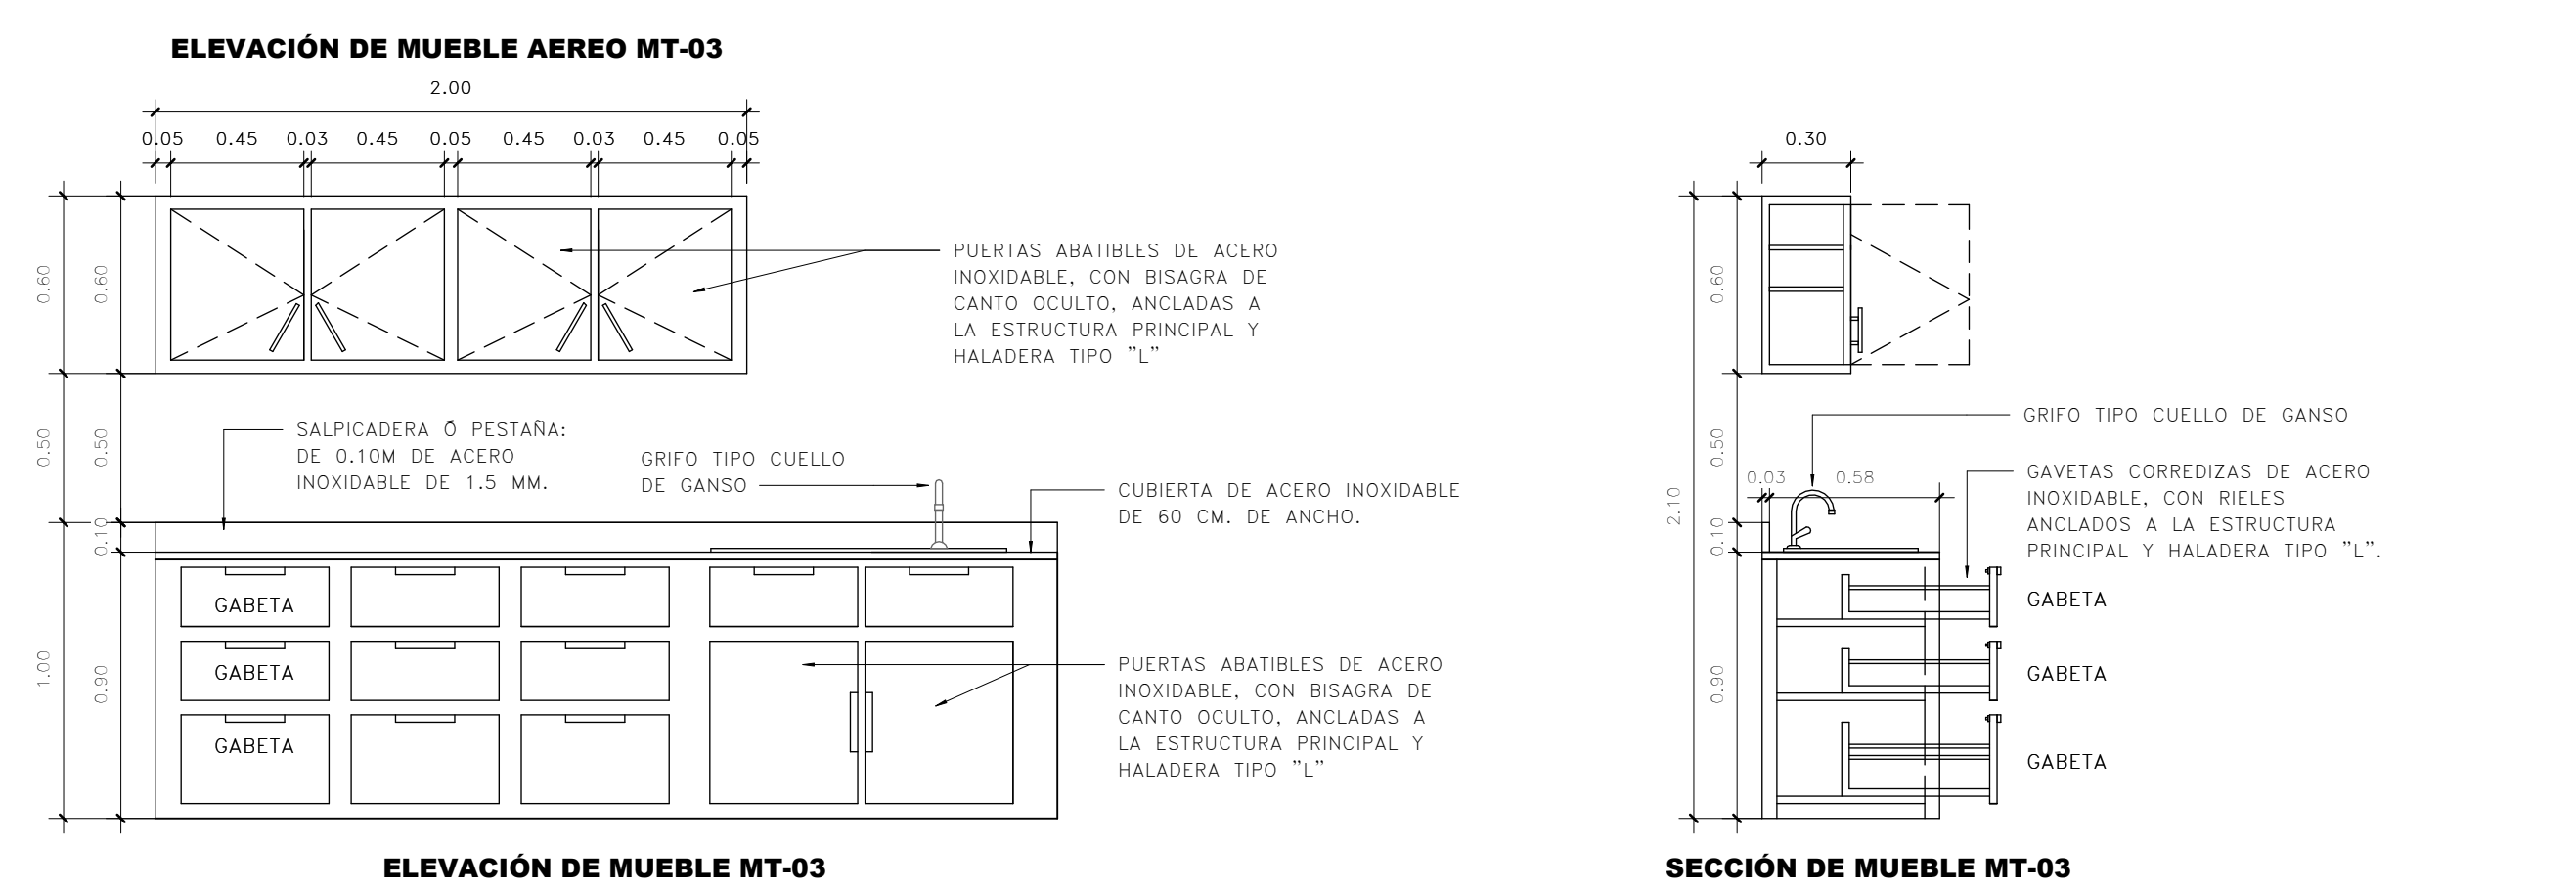 ELEVACIÓN DE MUEBLE AEREO MT-03
2.00
0.05 0.45 0.03 0.45 0.05 0.45 0.03 0.45 0.05
0.60
0.60
0.50
0.50
0.10
1.00
0.90
PUERTAS ABATIBLES DE ACERO
INOXIDABLE, CON BISAGRA DE
CANTO OCULTO, ANCLADAS A
LA ESTRUCTURA PRINCIPAL Y
HALADERA TIPO ”L”
SALPICADERA Õ PESTAÑA:
DE 0.10M DE ACERO
INOXIDABLE DE 1.5 MM.
GRIFO TIPO CUELLO
DE GANSO
CUBIERTA DE ACERO INOXIDABLE
DE 60 CM. DE ANCHO.
GABETA
GABETA
GABETA
PUERTAS ABATIBLES DE ACERO
INOXIDABLE, CON BISAGRA DE
CANTO OCULTO, ANCLADAS A
LA ESTRUCTURA PRINCIPAL Y
HALADERA TIPO ”L”
ELEVACIÓN DE MUEBLE MT-03
0.30
2.10
0.60
0.50
0.10
0.90
0.03 0.58
GRIFO TIPO CUELLO DE GANSO
GAVETAS CORREDIZAS DE ACERO
INOXIDABLE, CON RIELES
ANCLADOS A LA ESTRUCTURA
PRINCIPAL Y HALADERA TIPO ”L”.
GABETA
GABETA
GABETA
SECCIÓN DE MUEBLE MT-03